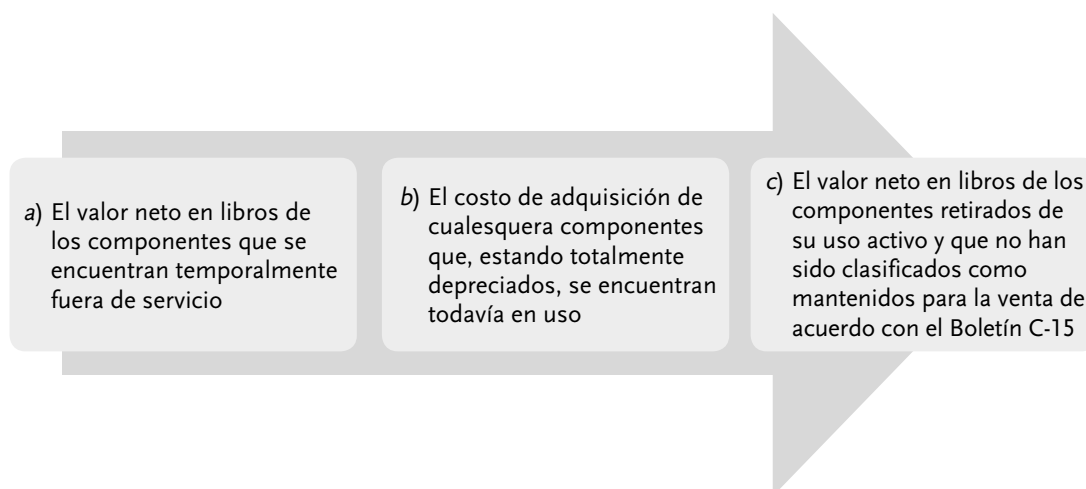 a) El valor neto en libros de
los componentes que se
encuentran temporalmente
fuera de servicio
b) El costo de adquisición de
cualesquera componentes
que, estando totalmente
depreciados, se encuentran
todavía en uso
c) El valor neto en libros de los
componentes retirados de
su uso activo y que no han
sido clasificados como
mantenidos para la venta de
acuerdo con el Boletín C-15